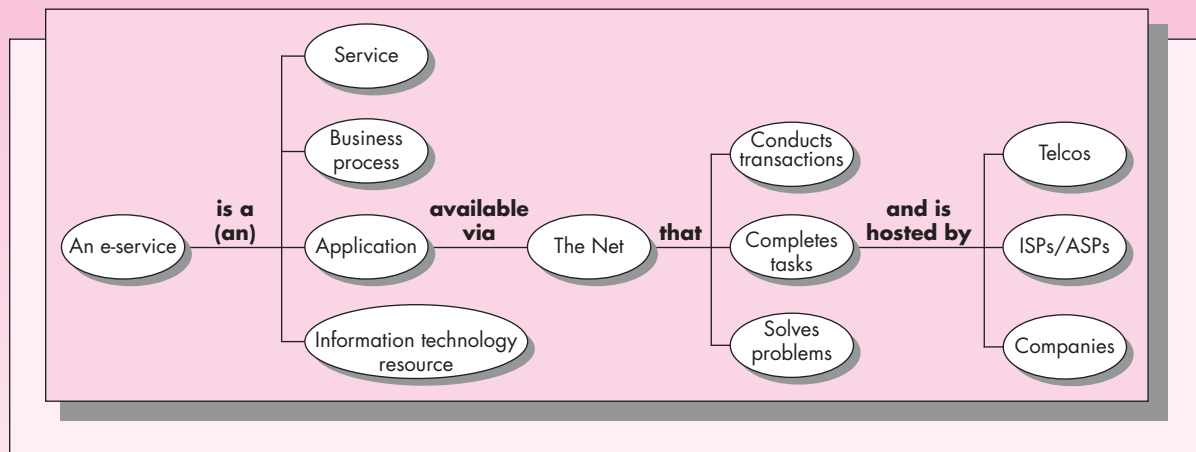 An e-service
is a
(an)
Service
Business
process
Application
Information technology
resource
available
via
The Net
that
Conducts
transactions
Completes
tasks
Solves
problems
and is
hosted by
Telcos
ISPs/ASPs
Companies